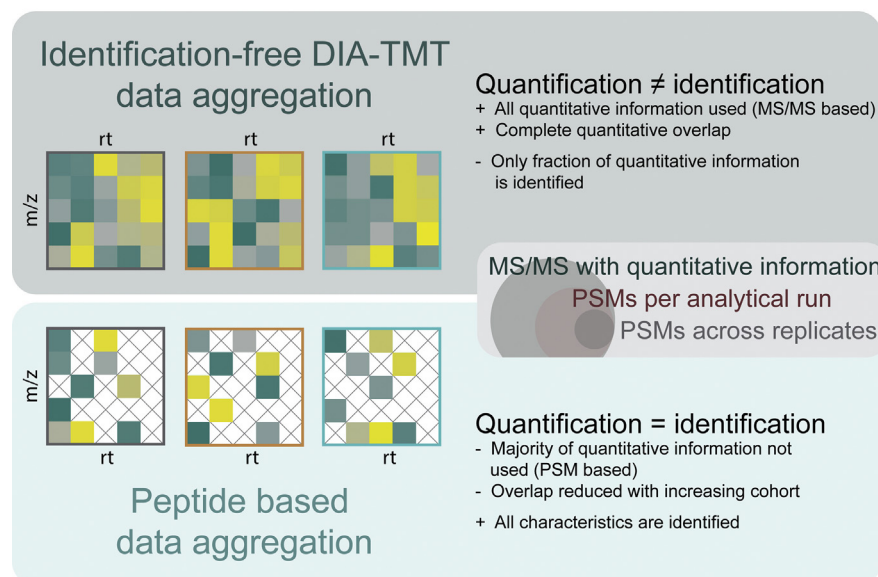 Identification-free DIA-TMT
data aggregation
rt
rt
rt
m/z
Quantification ≠ identification
+ All quantitative information used (MS/MS based)
+ Complete quantitative overlap
- Only fraction of quantitative information
is identified
MS/MS with quantitative information
PSMs per analytical run
PSMs across replicates
m/z
rt
rt
rt
Peptide based
data aggregation
Quantification = identification
- Majority of quantitative information not
used (PSM based)
- Overlap reduced with increasing cohort
+ All characteristics are identified